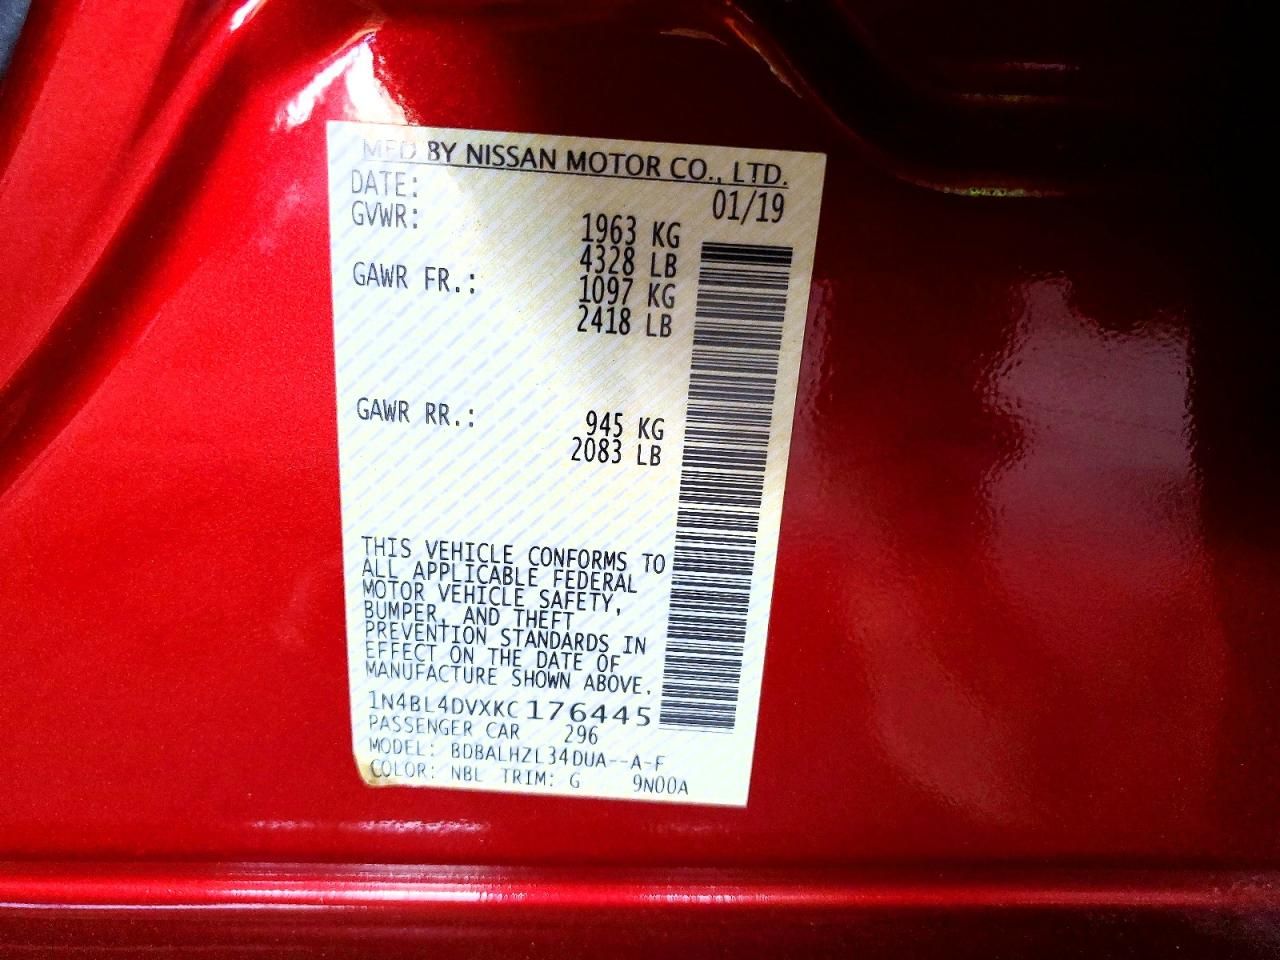 MFD BY NISSAN MOTOR CO., LTD.
DATE: 01/19
GVWR: 1963 KG
4328 LB
GAWR FR.: 1097 KG
2418 LB
GAWR RR.: 945 KG
2083 LB
THIS VEHICLE CONFORMS TO
ALL APPLICABLE FEDERAL
MOTOR VEHICLE SAFETY,
BUMPER, AND THEFT
PREVENTION STANDARDS IN
EFFECT ON THE DATE OF
MANUFACTURE SHOWN ABOVE.
1N4BL4DVXKC176445
PASSENGER CAR 296
MODEL: BDBALHZL34DUA--A-F
COLOR: NBL TRIM: G 9N00A